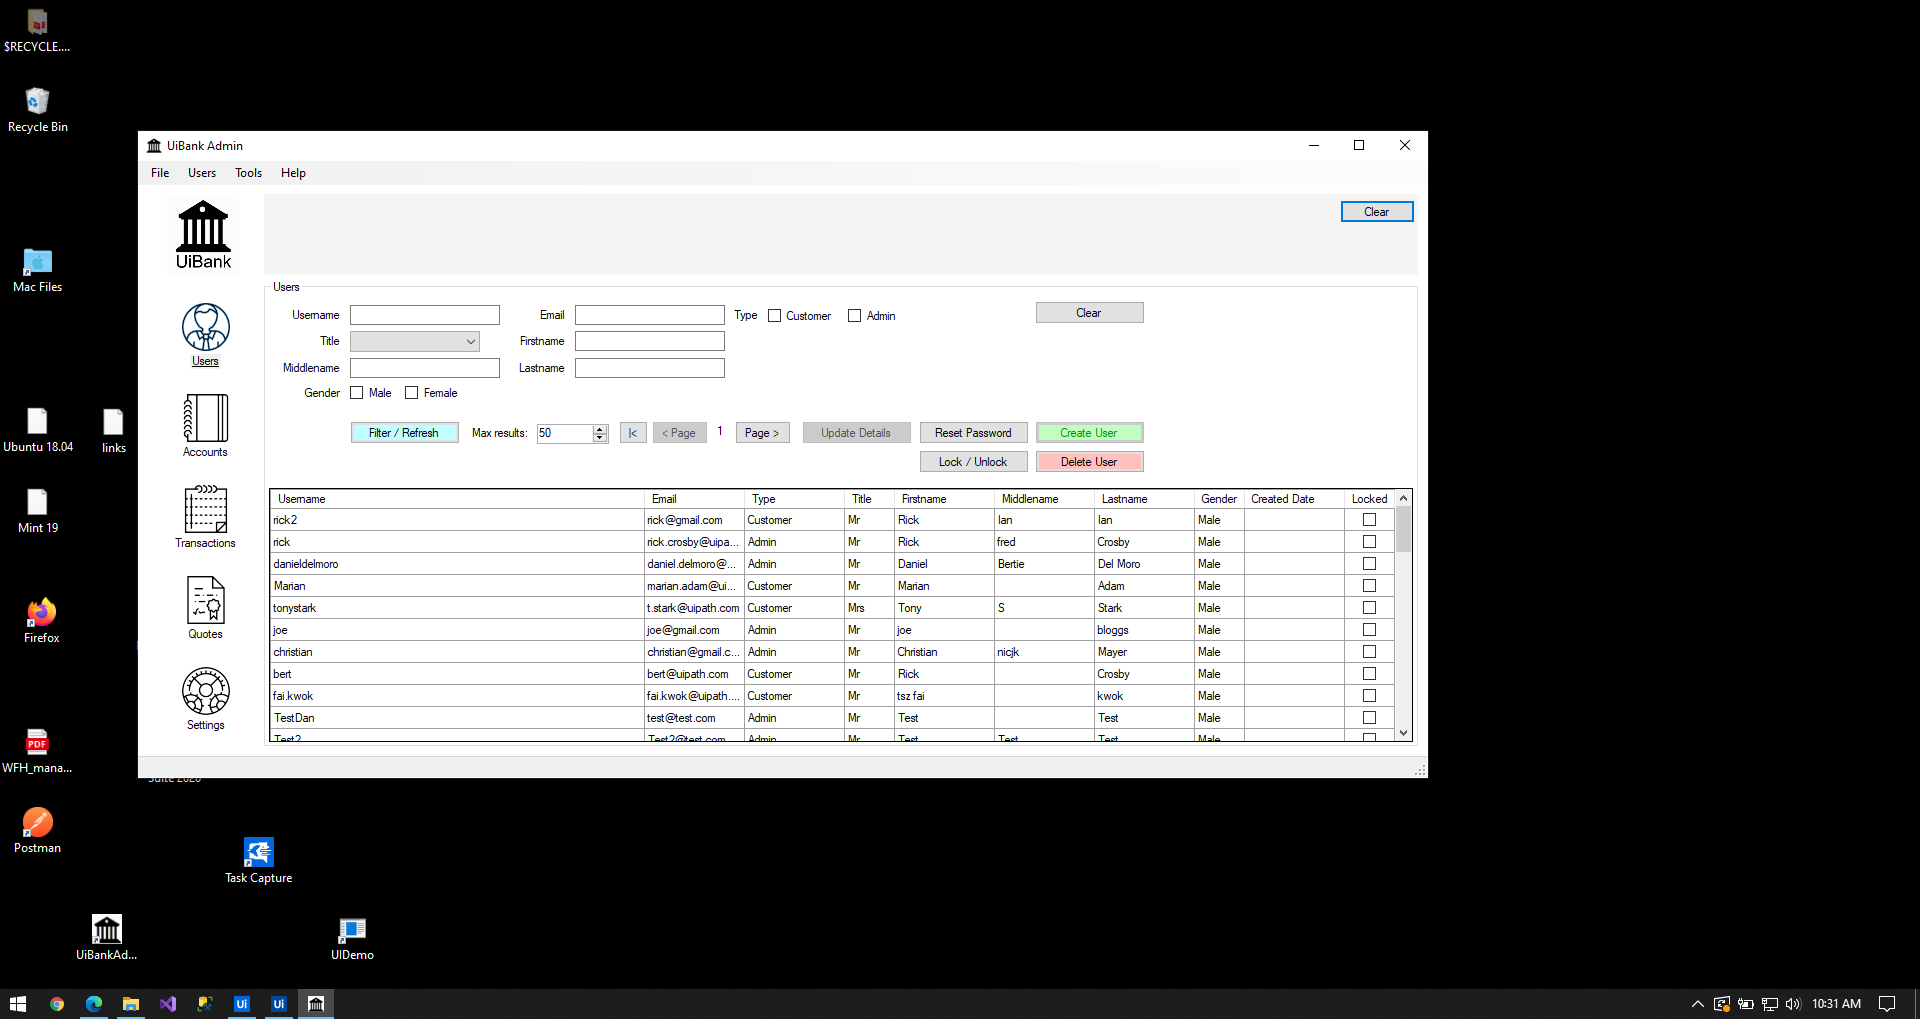 $RECYCLE....
Recycle Bin
Mac Files
Ubuntu 18.04
links
Mint 19
Firefox
WFH_mana...
Postman
Task Capture
UiBankAd...
UIDemo
UiBank Admin
File Users Tools Help
UiBank
Users
Accounts
Transactions
Quotes
Settings
Clear
Users
Username Email Type Customer Admin Clear
Title Firstname
Middlename Lastname
Gender Male Female
Filter / Refresh Max results: 50 |< < Page 1 Page > Update Details Reset Password Create User
Lock / Unlock Delete User
Username Email Type Title Firstname Middlename Lastname Gender Created Date Locked
rick2 rick@gmail.com Customer Mr Rick Ian Ian Male
rick rick.crosby@uipa... Admin Mr Rick fred Crosby Male
danieldelmoro daniel.delmoro@... Admin Mr Daniel Bertie Del Moro Male
Marian marian.adam@ui... Customer Mr Marian Adam Male
tonystark t.stark@uipath.com Customer Mrs Tony S Stark Male
joe joe@gmail.com Admin Mr joe bloggs Male
christian christian@gmail.c... Admin Mr Christian nicjk Mayer Male
bert bert@uipath.com Customer Mr Rick Crosby Male
fai.kwok fai.kwok@uipath.... Customer Mr tsz fai kwok Male
TestDan test@test.com Admin Mr Test Test Male
Test2 Test2@test.com Admin Mr Test Test Test Male
Suite 2020
PDF
Ui Ui 10:31 AM